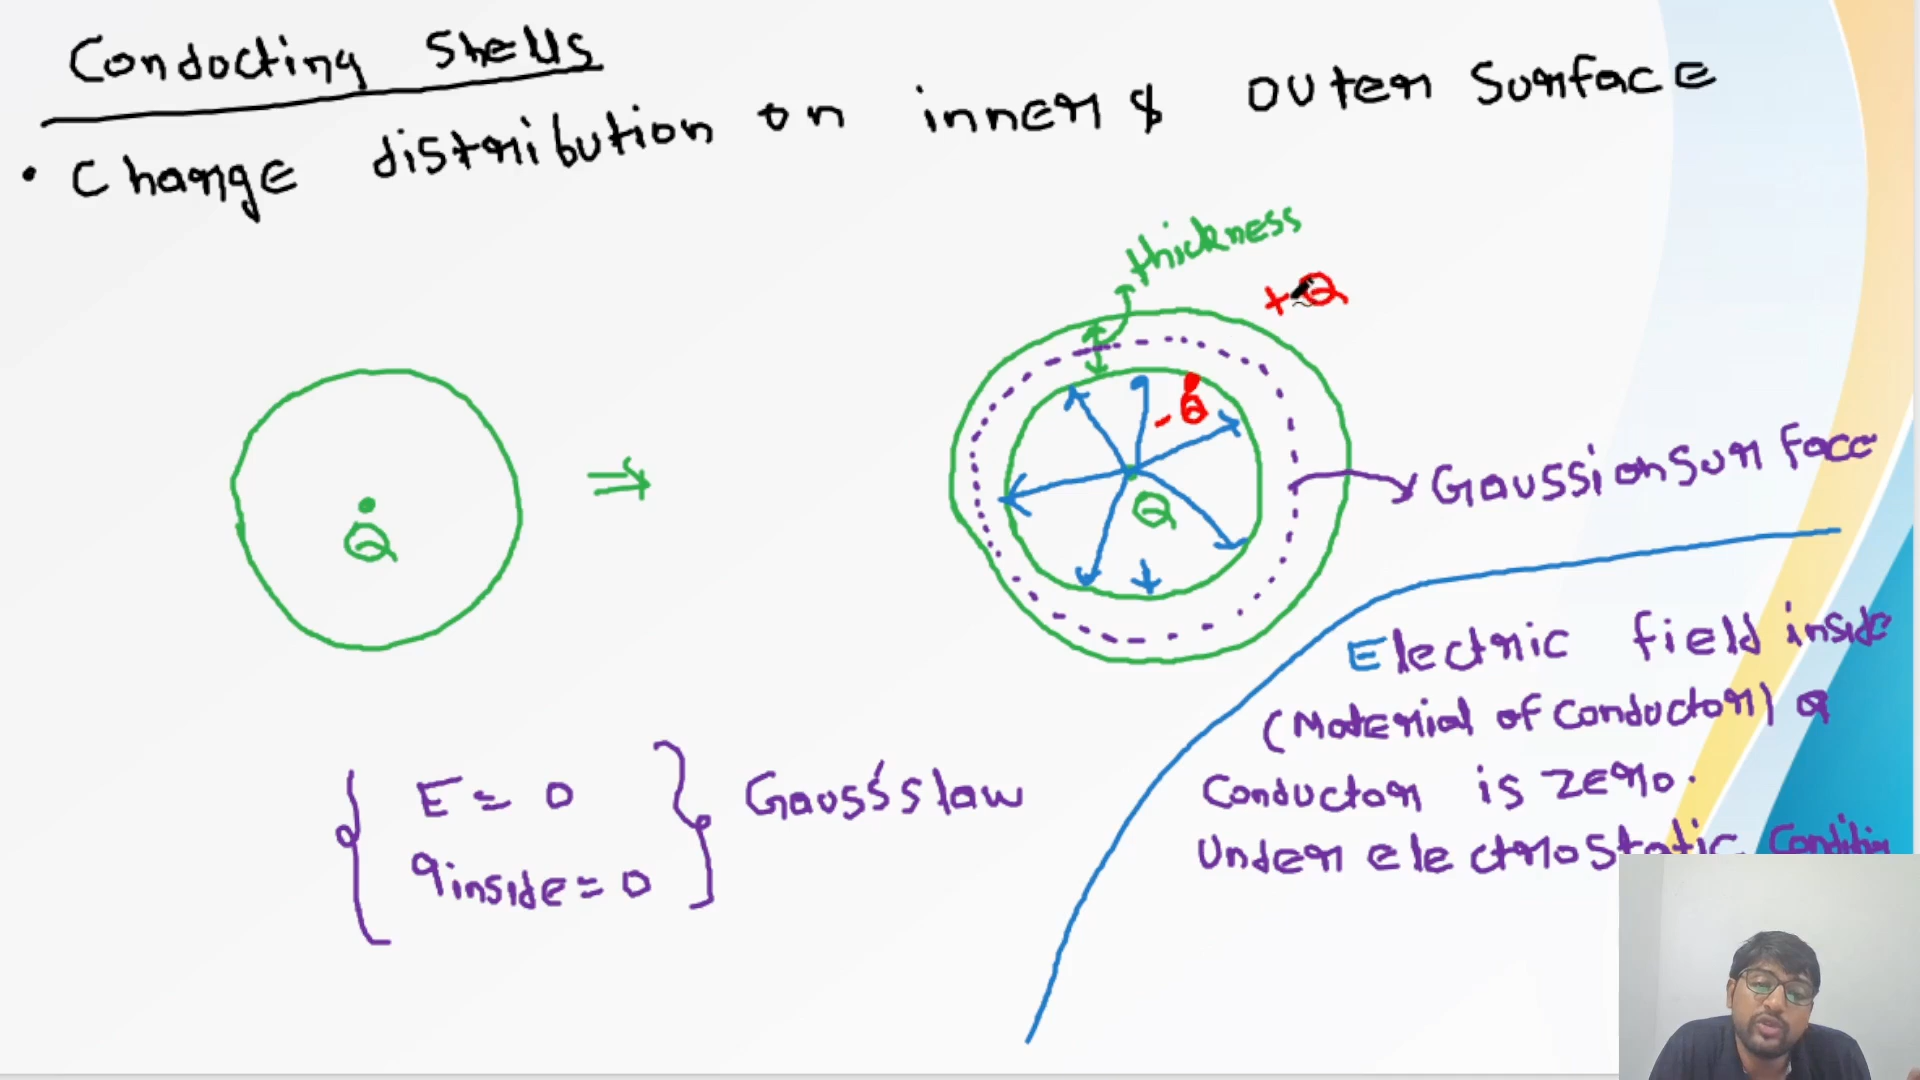 Conducting Shells
• Charge distribution on inner & outer Surface
thickness
+Q
-Q
Q
Q
⇒
Gaussian surface
E = 0
qinside = 0
Gauss's law
Electric field inside
(Material of conductor) a
Conductor is zero.
Under electrostatic condition